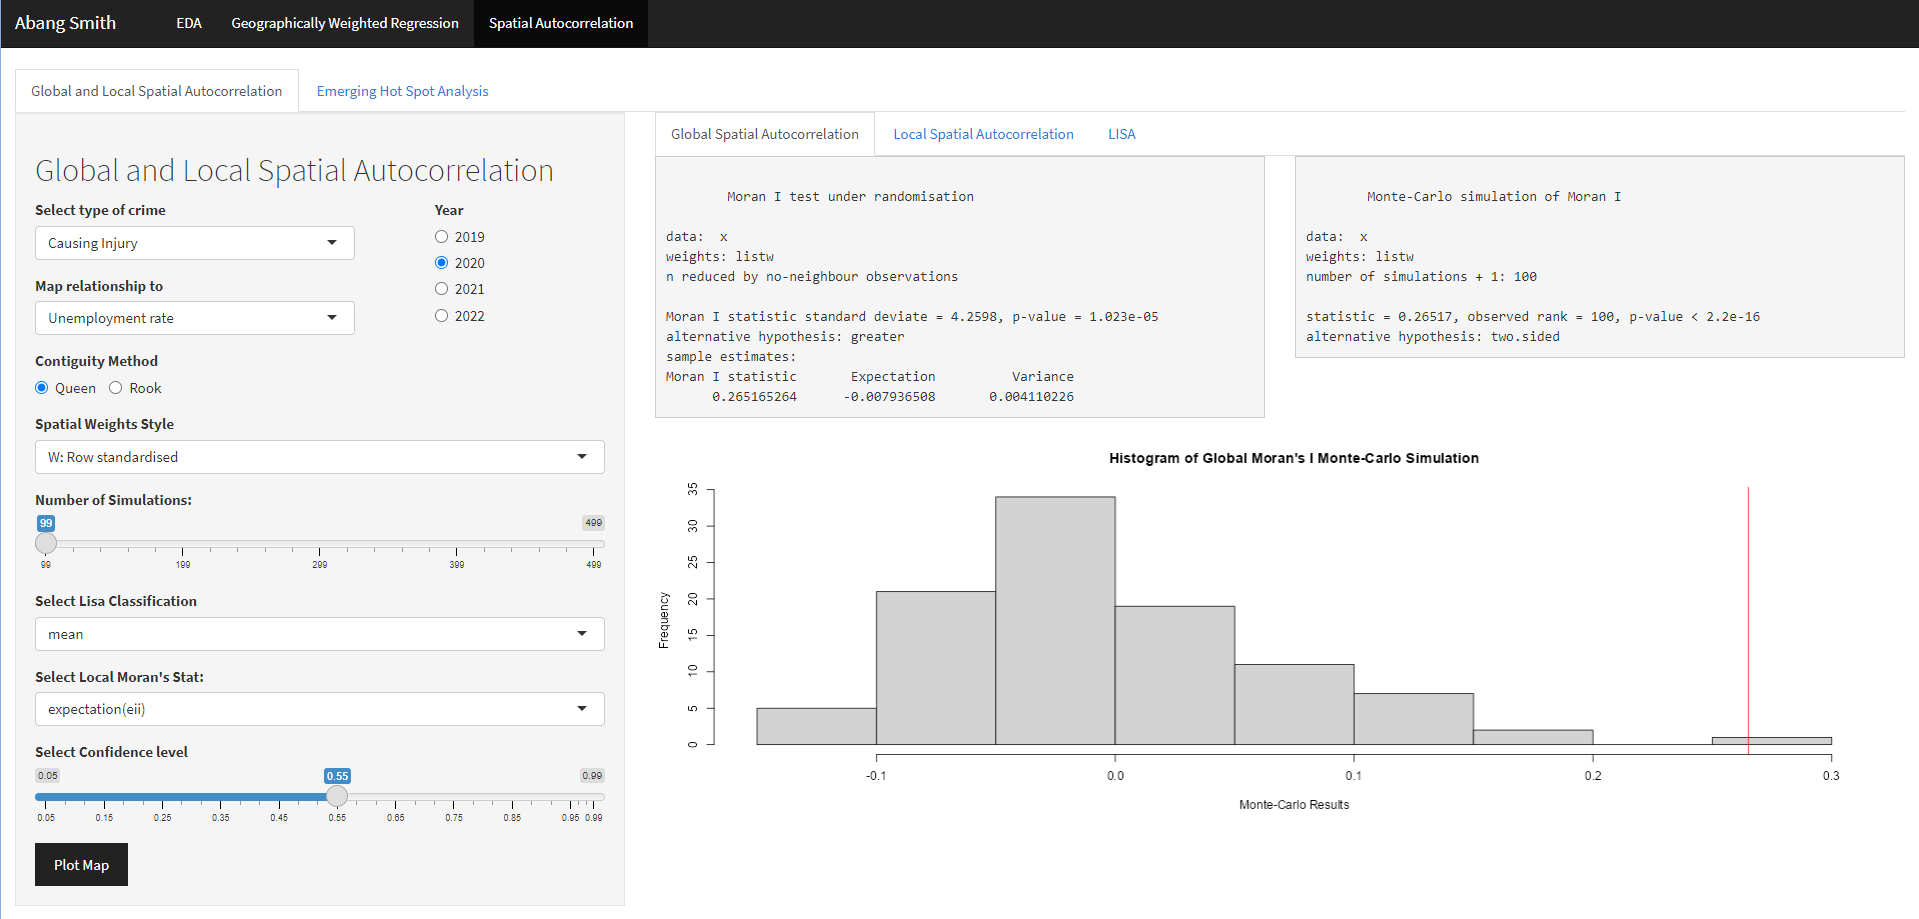 Abang Smith EDA Geographically Weighted Regression Spatial Autocorrelation
Global and Local Spatial Autocorrelation Emerging Hot Spot Analysis
Global and Local Spatial Autocorrelation
Select type of crime
Causing Injury
Map relationship to
Unemployment rate
Year
2019
2020
2021
2022
Contiguity Method
Queen Rook
Spatial Weights Style
W: Row standardised
Number of Simulations:
99 499
99 199 299 399 499
Select Lisa Classification
mean
Select Local Moran's Stat:
expectation(eii)
Select Confidence level
0.05 0.55 0.99
0.05 0.15 0.25 0.35 0.45 0.55 0.65 0.75 0.85 0.95 0.99
Plot Map
Global Spatial Autocorrelation Local Spatial Autocorrelation LISA
Moran I test under randomisation
data:  x
weights: listw
n reduced by no-neighbour observations
Moran I statistic standard deviate = 4.2598, p-value = 1.023e-05
alternative hypothesis: greater
sample estimates:
Moran I statistic Expectation Variance
0.265165264 -0.007936508 0.004110226
Monte-Carlo simulation of Moran I
data:  x
weights: listw
number of simulations + 1: 100
statistic = 0.26517, observed rank = 100, p-value < 2.2e-16
alternative hypothesis: two.sided
Histogram of Global Moran's I Monte-Carlo Simulation
Frequency
35
30
25
20
15
10
5
0
-0.1 0.0 0.1 0.2 0.3
Monte-Carlo Results